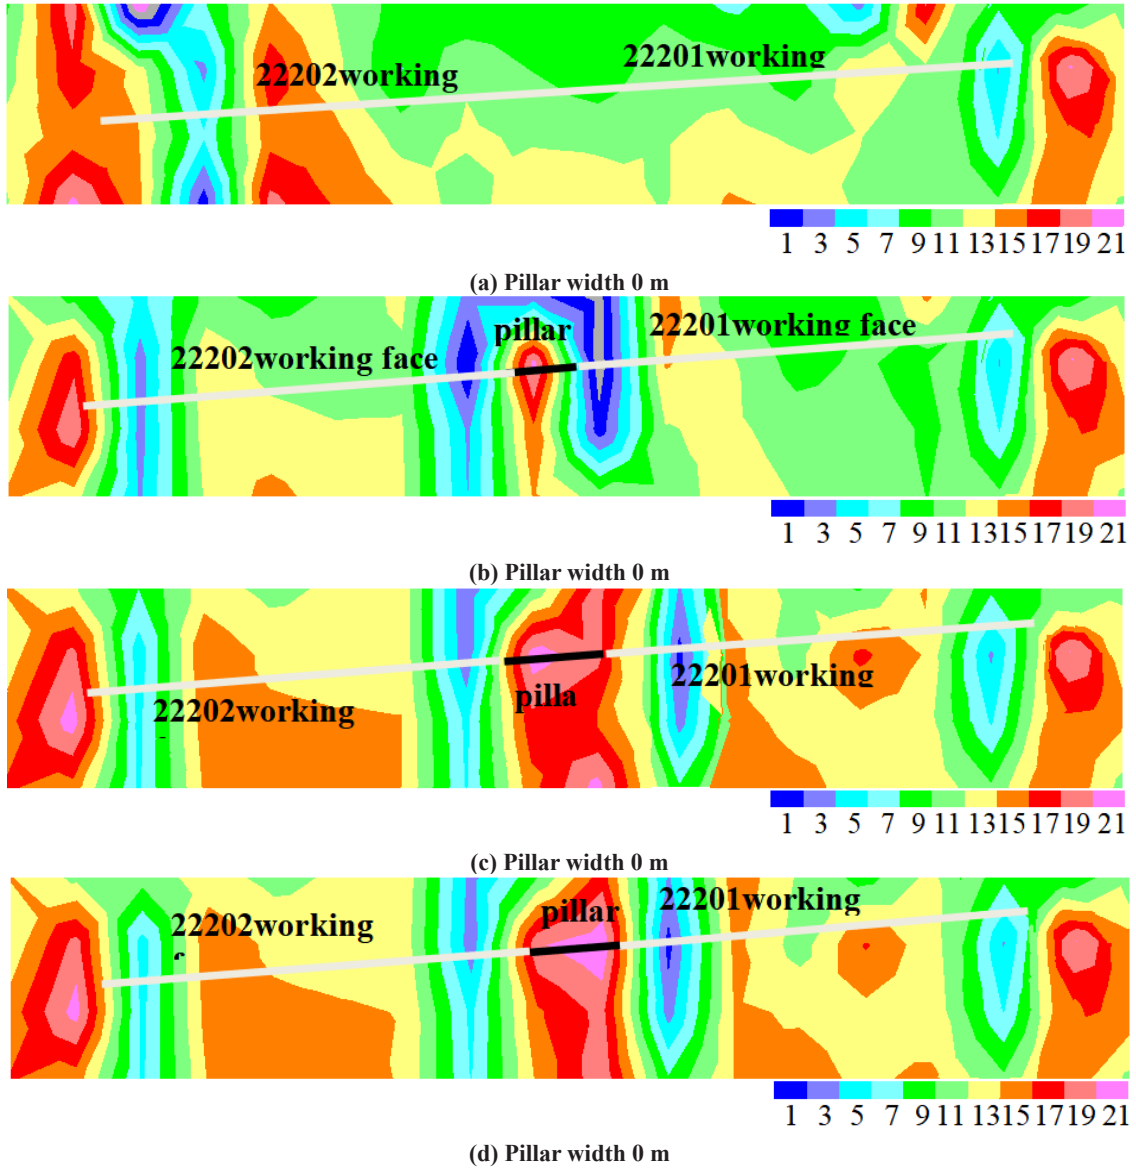 22202working
22201working
1 3 5 7 9 11 13 15 17 19 21
(a) Pillar width 0 m
pillar
22201working face
22202working face
1 3 5 7 9 11 13 15 17 19 21
(b) Pillar width 0 m
22201working
pilla
22202working
1 3 5 7 9 11 13 15 17 19 21
(c) Pillar width 0 m
22201working
pillar
22202working
1 3 5 7 9 11 13 15 17 19 21
(d) Pillar width 0 m